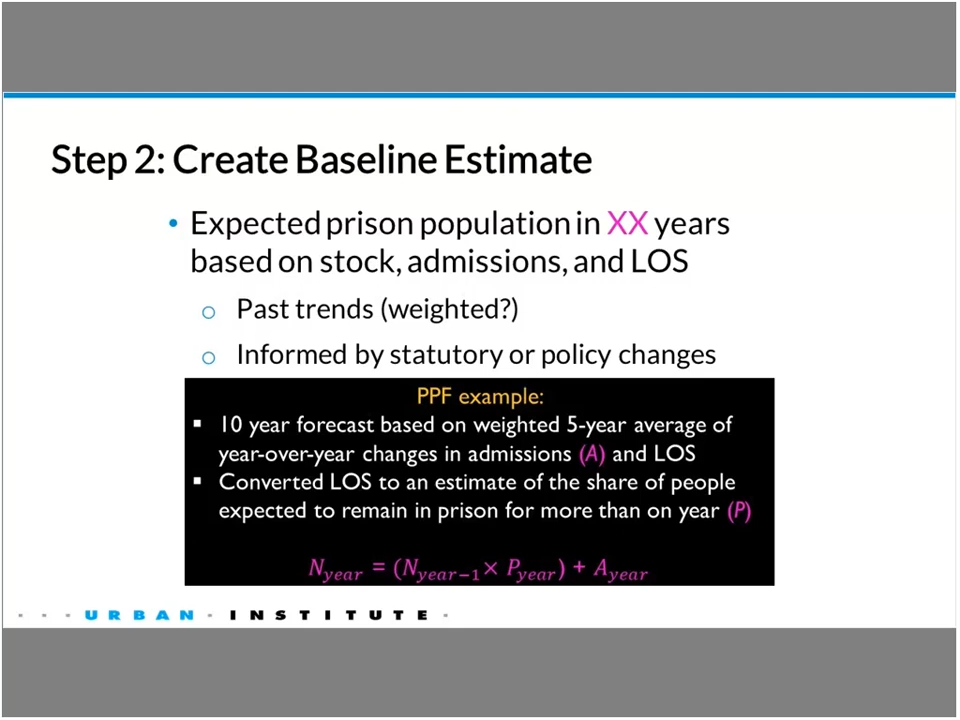 Step 2: Create Baseline Estimate
• Expected prison population in XX years
based on stock, admissions, and LOS
o Past trends (weighted?)
o Informed by statutory or policy changes
PPF example:
▪ 10 year forecast based on weighted 5-year average of
year-over-year changes in admissions (A) and LOS
▪ Converted LOS to an estimate of the share of people
expected to remain in prison for more than on year (P)
N_year = (N_year−1 × P_year) + A_year
URBAN INSTITUTE